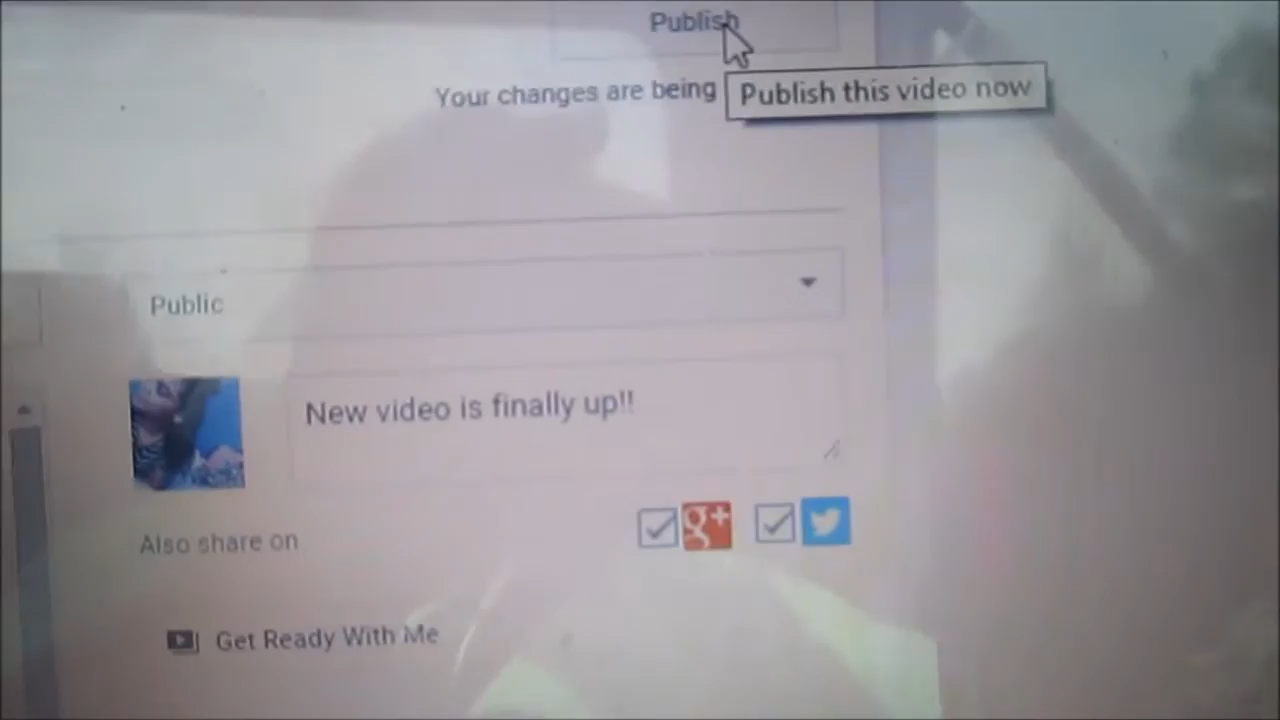 Publish
Your changes are being
Publish this video now
Public
New video is finally up!!
Also share on
g+
Get Ready With Me